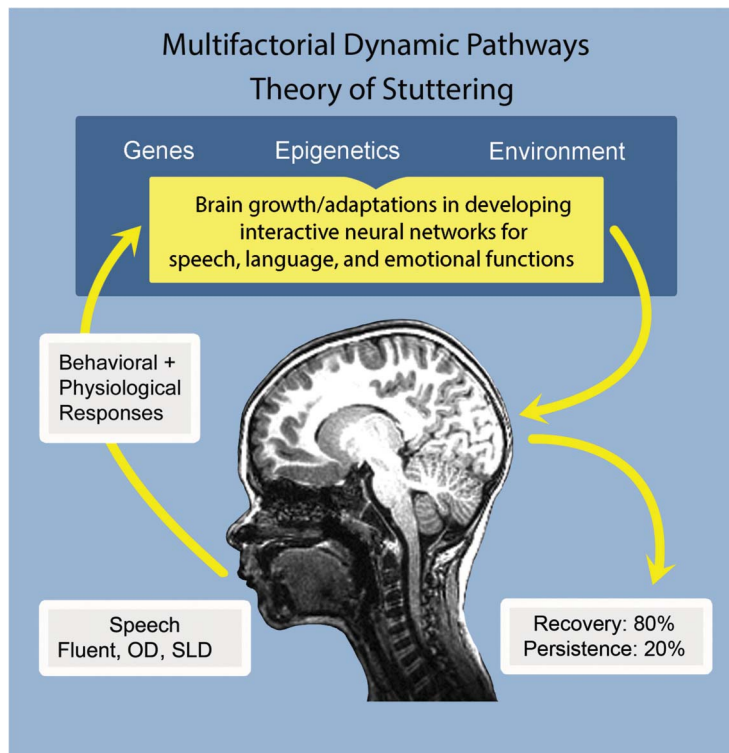 Multifactorial Dynamic Pathways
Theory of Stuttering
Genes Epigenetics Environment
Brain growth/adaptations in developing
interactive neural networks for
speech, language, and emotional functions
Behavioral +
Physiological
Responses
Speech
Fluent, OD, SLD
Recovery: 80%
Persistence: 20%